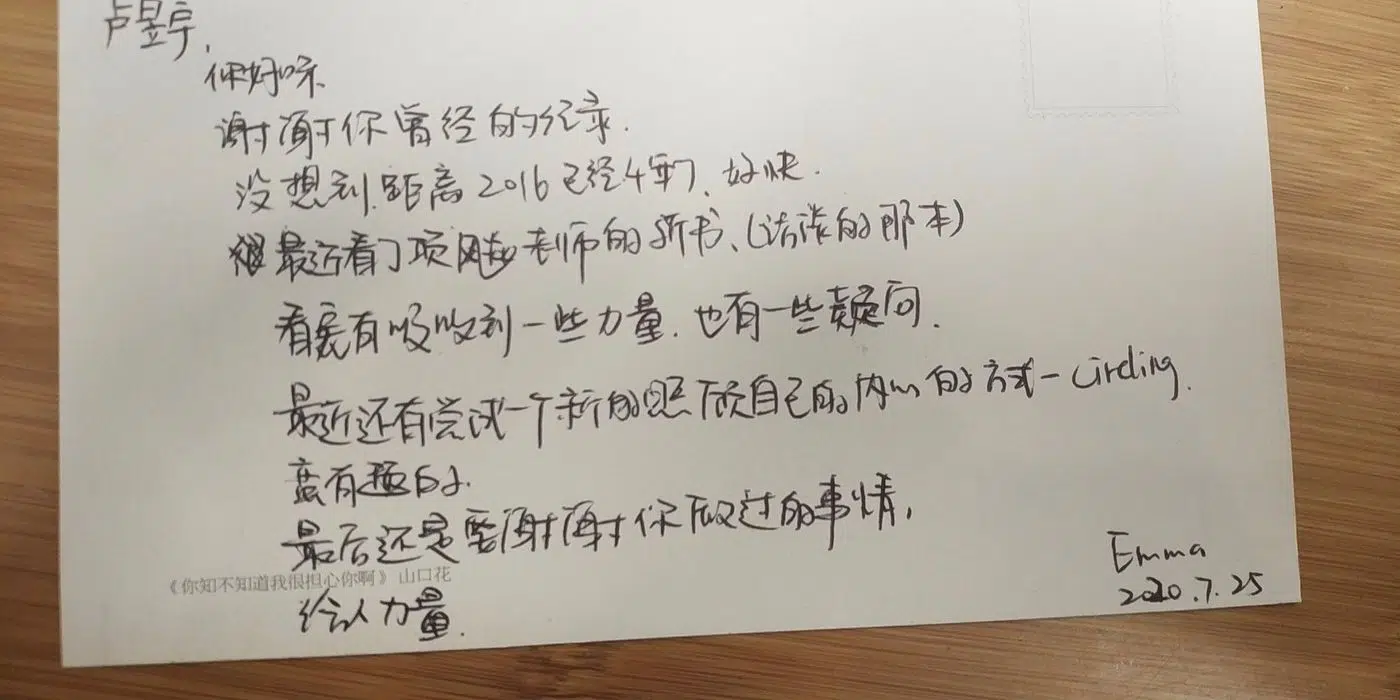 卢昱宇,
你好呀
谢谢你曾经的纪录.
没想到距离2016已经4年了、好快.
最近看了项飚老师的新书、(访谈的那本)
看完有吸收到一些力量.也有一些疑问.
最近还有尝试一个新的照顾自己的内心的方式-Circling.
蛮有趣的.
最后还是要谢谢你做过的事情,
给人力量.
《你知不知道我很担心你啊》山口花
Emma
2020.7.25